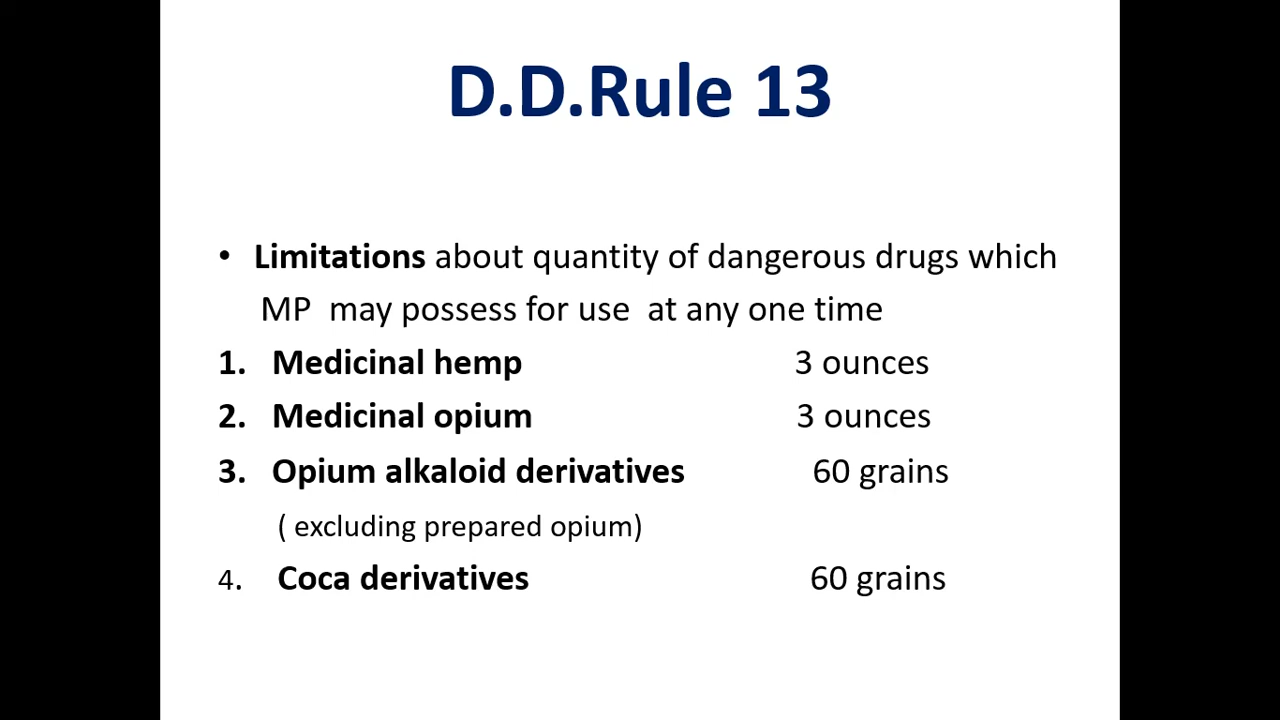 D.D.Rule 13
• Limitations about quantity of dangerous drugs which
MP may possess for use at any one time
1. Medicinal hemp 3 ounces
2. Medicinal opium 3 ounces
3. Opium alkaloid derivatives 60 grains
( excluding prepared opium)
4. Coca derivatives 60 grains